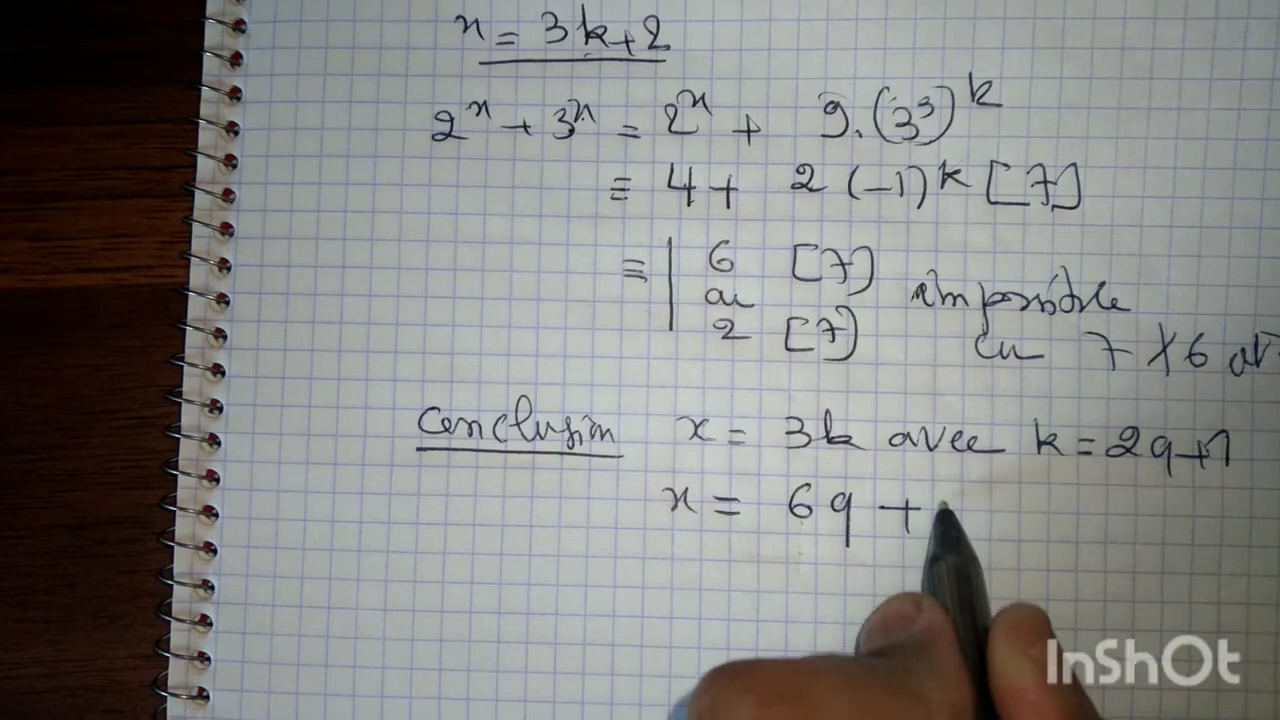 x = 3k+2
2^x + 3^x = 2^x + 9.(3^3)^k
≡ 4 + 2 (-1)^k [7]
≡ | 6 [7]
ou
2 [7]
impossible
car 7 ∤ 6 et
Conclusion x = 3k avec k = 2q+1
x = 6q +
InShOt